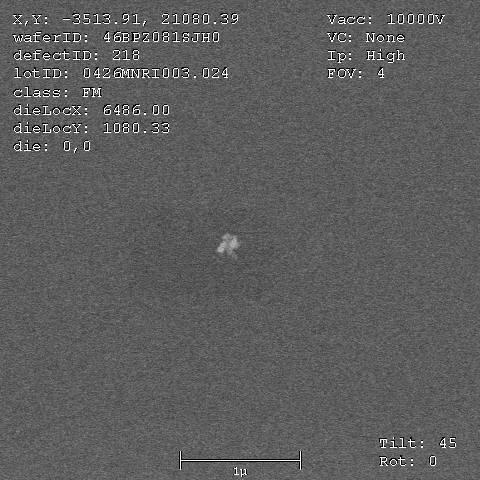 X,Y: -3513.91, 21080.39
waferID: 46BPZ081SJH0
defectID: 218
lotID: 0426MNRI003.024
class: FM
dieLocX: 6486.00
dieLocY: 1080.33
die: 0,0
Vacc: 10000V
VC: None
Ip: High
FOV: 4
Tilt: 45
Rot: 0
1μ